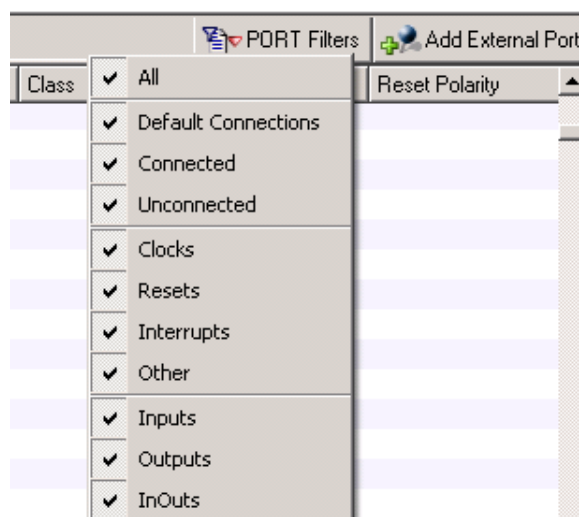 PORT Filters Add External Port
Class Reset Polarity
All
Default Connections
Connected
Unconnected
Clocks
Resets
Interrupts
Other
Inputs
Outputs
InOuts